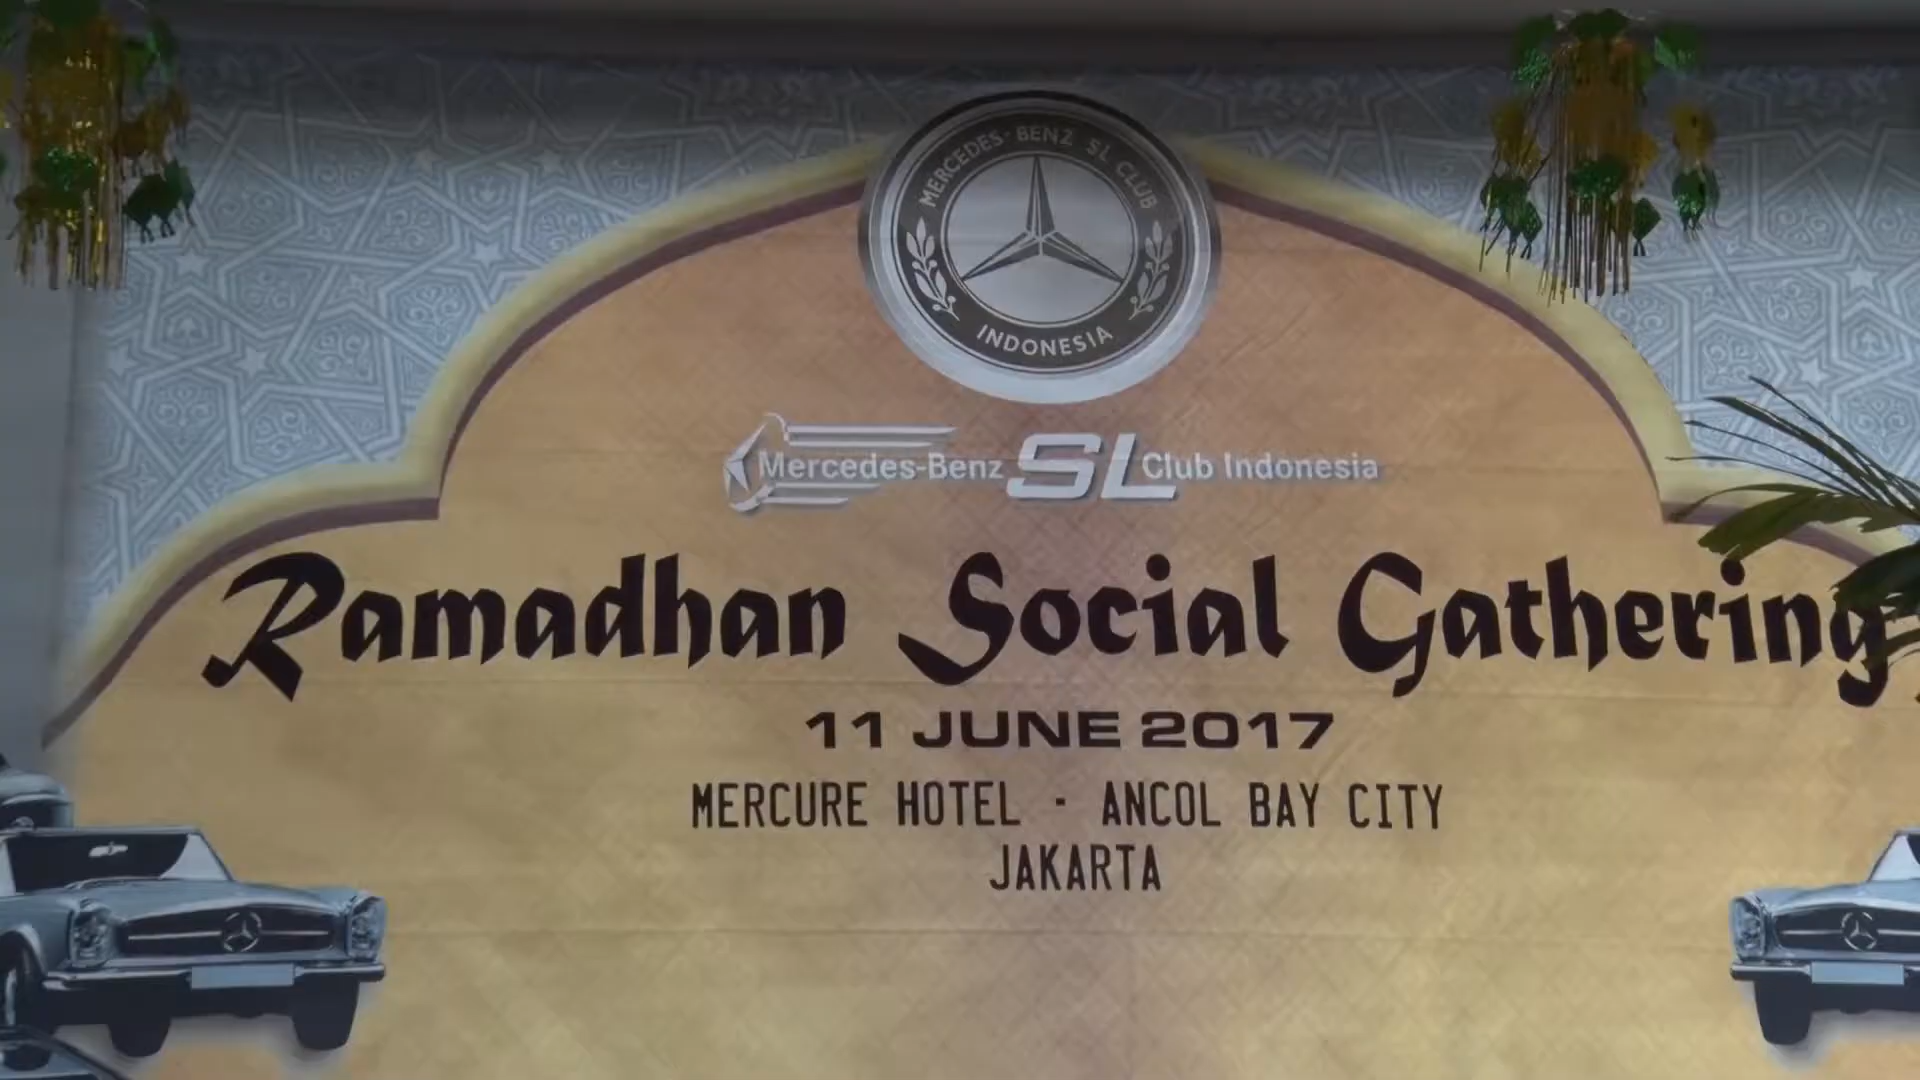 MERCEDES-BENZ SL CLUB
INDONESIA
Mercedes-Benz SL Club Indonesia
Ramadhan Social Gathering
11 JUNE 2017
MERCURE HOTEL - ANCOL BAY CITY
JAKARTA